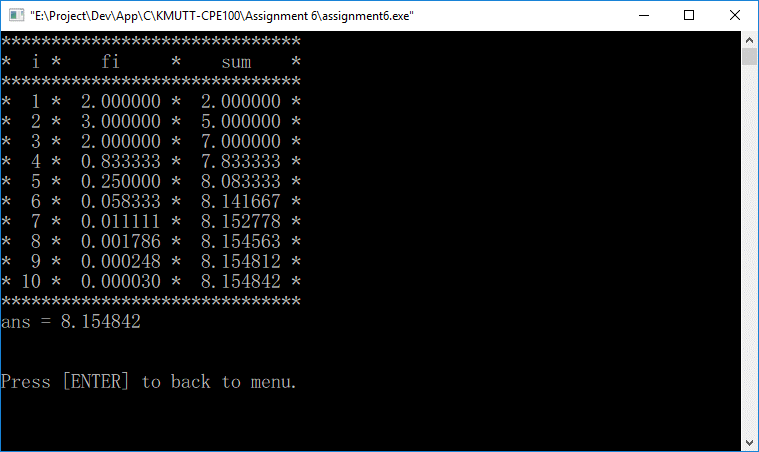 "E:\Project\Dev\App\C\KMUTT-CPE100\Assignment 6\assignment6.exe"
******************************
*  i *    fi     *    sum    *
******************************
*  1 *  2.000000 *  2.000000 *
*  2 *  3.000000 *  5.000000 *
*  3 *  2.000000 *  7.000000 *
*  4 *  0.833333 *  7.833333 *
*  5 *  0.250000 *  8.083333 *
*  6 *  0.058333 *  8.141667 *
*  7 *  0.011111 *  8.152778 *
*  8 *  0.001786 *  8.154563 *
*  9 *  0.000248 *  8.154812 *
* 10 *  0.000030 *  8.154842 *
******************************
ans = 8.154842
Press [ENTER] to back to menu.